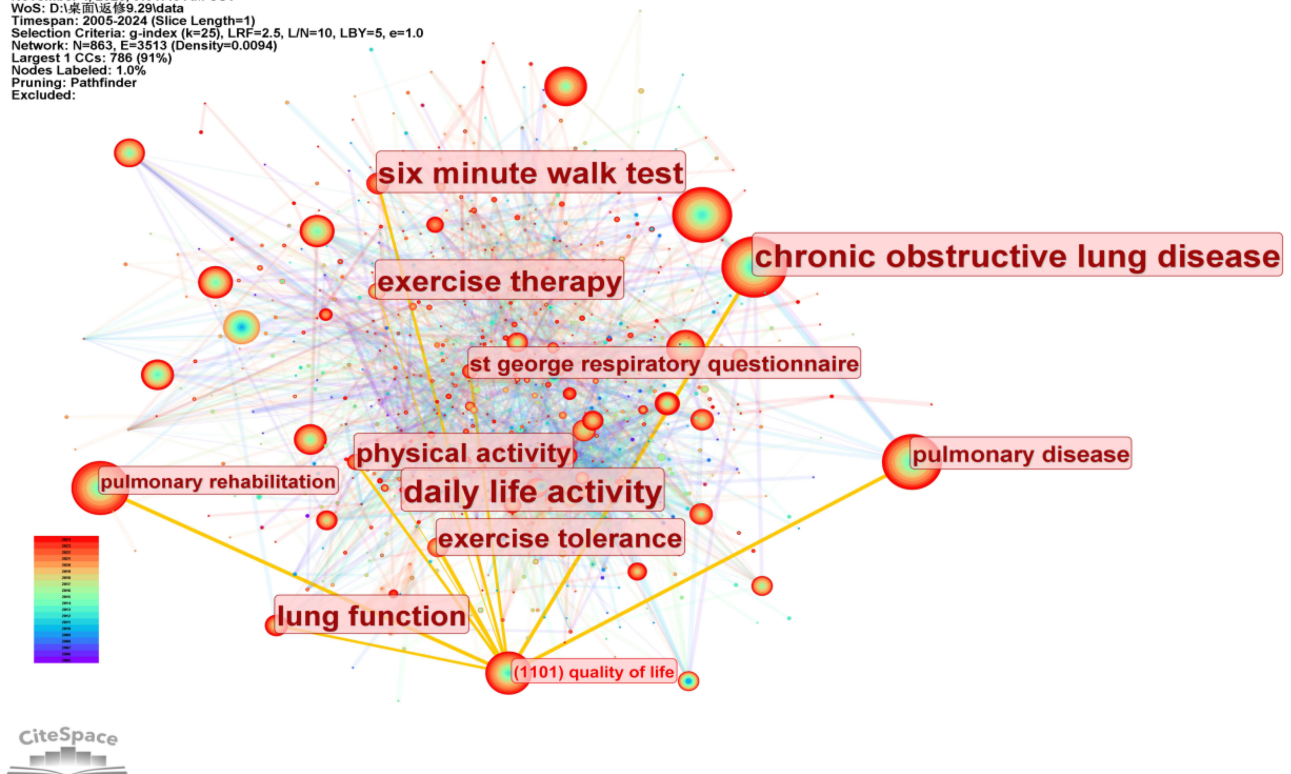 WoS: D:\桌面\返修9.29\data
Timespan: 2005-2024 (Slice Length=1)
Selection Criteria: g-index (k=25), LRF=2.5, L/N=10, LBY=5, e=1.0
Network: N=863, E=3513 (Density=0.0094)
Largest 1 CCs: 786 (91%)
Nodes Labeled: 1.0%
Pruning: Pathfinder
Excluded:
six minute walk test
chronic obstructive lung disease
exercise therapy
st george respiratory questionnaire
physical activity
pulmonary disease
pulmonary rehabilitation
daily life activity
exercise tolerance
lung function
(1101) quality of life
CiteSpace